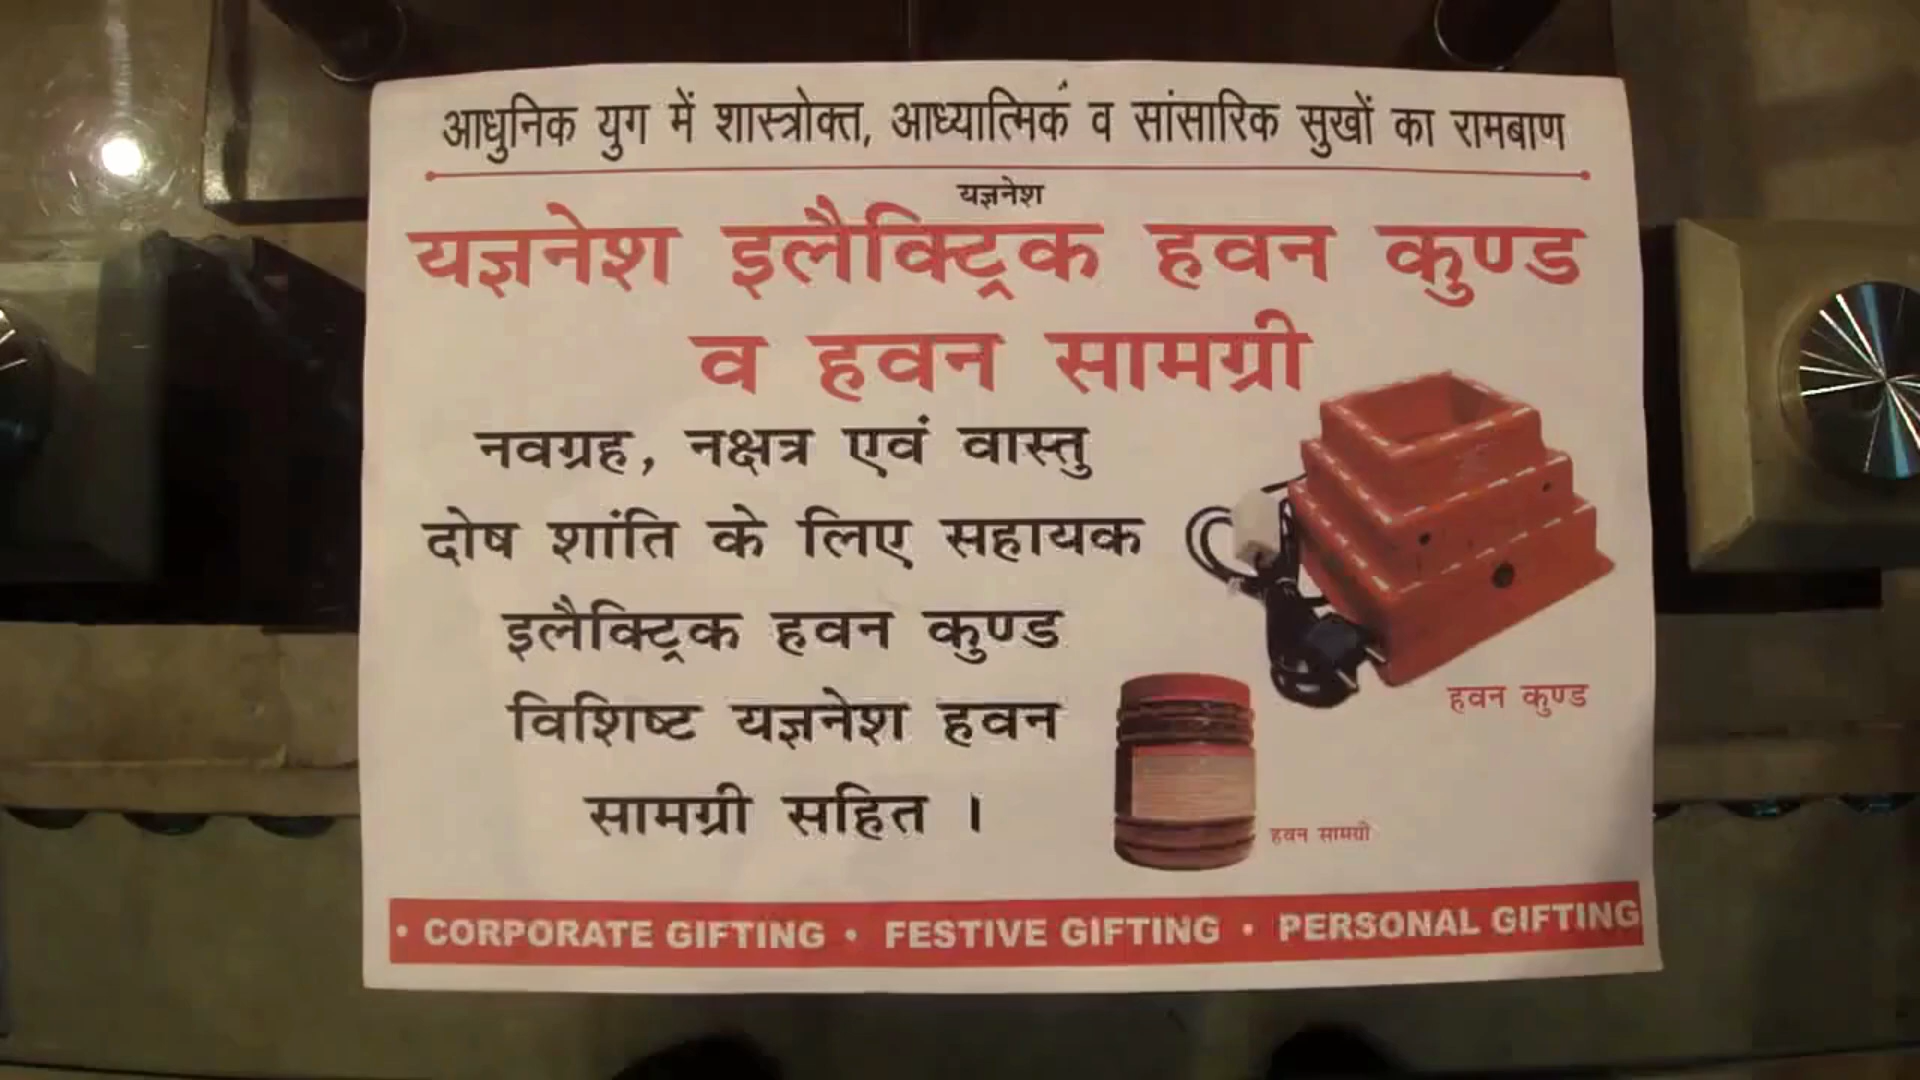 आधुनिक युग में शास्त्रोक्त, आध्यात्मिर्क व सांसारिक सुखों का रामबाण
यज्ञनेश
यज्ञनेश इलैक्ट्रिक हवन कुण्ड
व हवन सामग्री
नवग्रह, नक्षत्र एवं वास्तु
दोष शांति के लिए सहायक
इलैक्ट्रिक हवन कुण्ड
विशिष्ट यज्ञनेश हवन
सामग्री सहित ।
हवन कुण्ड
हवन सामग्री
• CORPORATE GIFTING • FESTIVE GIFTING • PERSONAL GIFTING